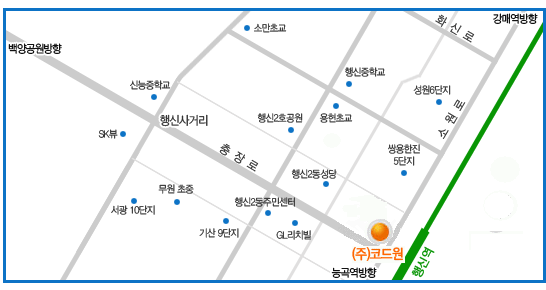 소만초교
화신로
강매역방향
백양공원방향
신능중학교
행신중학교
성원6단지
행신사거리
행신2호공원
용현초교
소원로
SK뷰
충장로
쌍용한진
5단지
행신2동성당
무원 초중
서광 10단지
행신2동주민센티
기산 9단지
GL리치빌
(주)코드원
능곡역방향
행신역